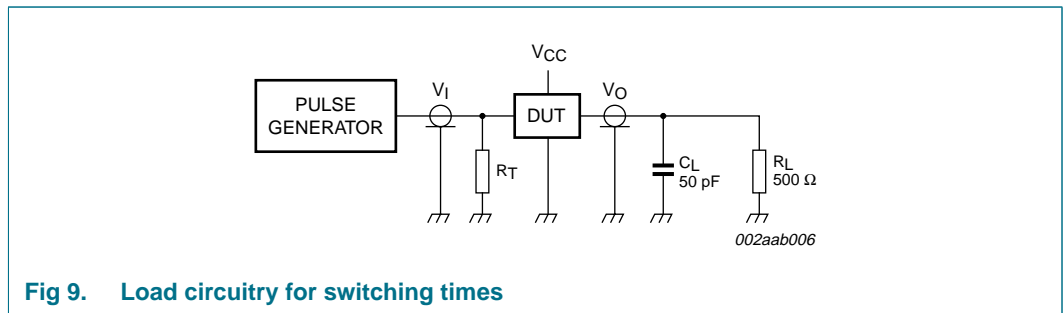 VCC
VI
VO
PULSE
GENERATOR
DUT
RT
CL
50 pF
RL
500 Ω
002aab006
Fig 9. Load circuitry for switching times